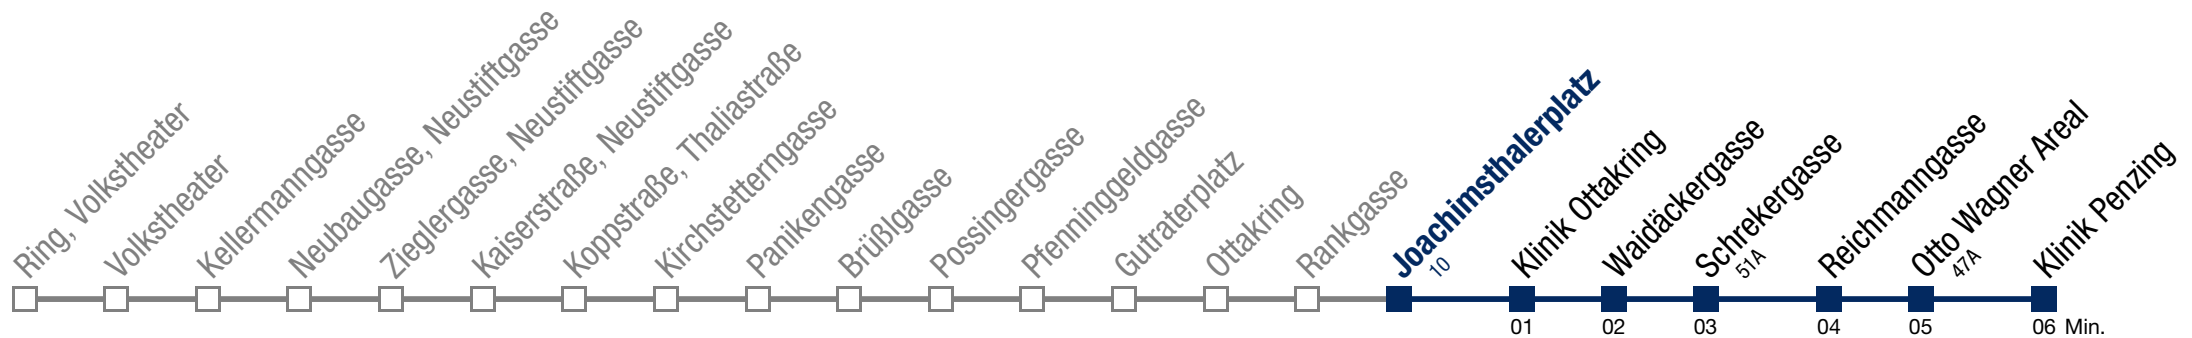 Ring, Volkstheater
Volkstheater
Kellermanngasse
Neubaugasse, Neustiftgasse
Zieglergasse, Neustiftgasse
Kaiserstraße, Neustiftgasse
Koppstraße, Thaliastraße
Kirchstetterngasse
Panikengasse
Brüßlgasse
Possingergasse
Pfenninggeldgasse
Gutraterplatz
Ottakring
Rankgasse
Joachimsthalerplatz
10
Klinik Ottakring
Waidäckergasse
Schrekergasse
51A
Reichmanngasse
Otto Wagner Areal
47A
Klinik Penzing
01 02 03 04 05 06 Min.